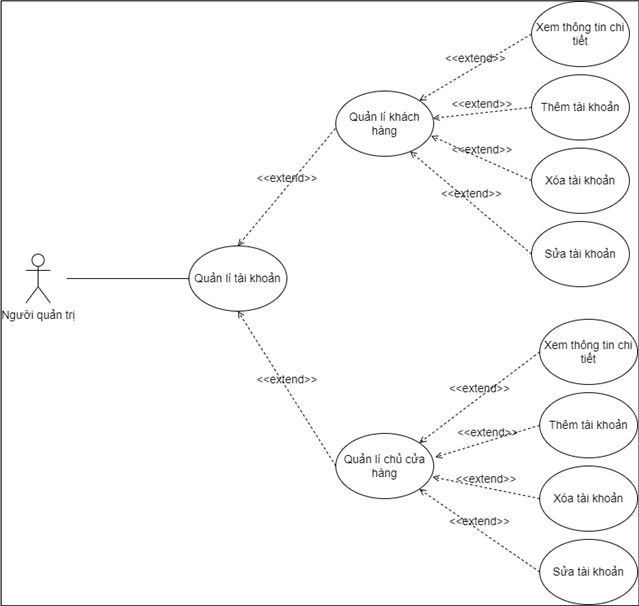 Xem thông tin chi
tiết
<<extend>>
Thêm tài khoản
<<extend>>
Quản lí khách
hàng
<<extend>>
Xóa tài khoản
<<extend>>
<<extend>>
Sửa tài khoản
Quản lí tài khoản
Người quản trị
Xem thông tin chi
tiết
<<extend>>
<<extend>>
Thêm tài khoản
<<extend>>
Quản lí chủ cửa
hàng
<<extend>>
Xóa tài khoản
<<extend>>
Sửa tài khoản